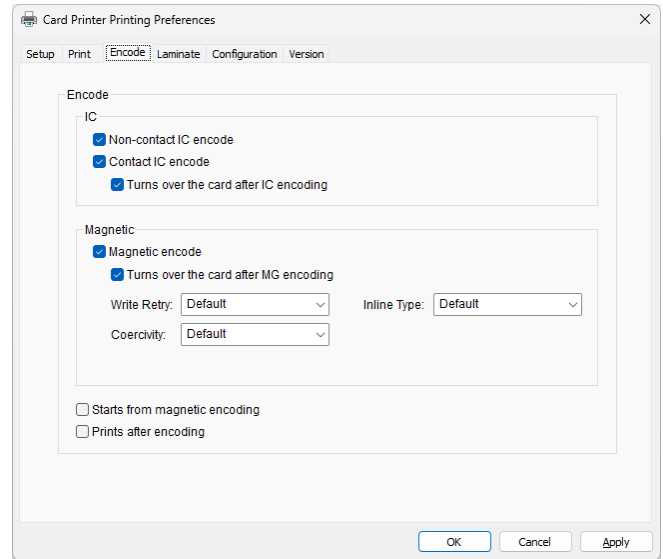 Card Printer Printing Preferences
Setup Print Encode Laminate Configuration Version
Encode
IC
Non-contact IC encode
Contact IC encode
Turns over the card after IC encoding
Magnetic
Magnetic encode
Turns over the card after MG encoding
Write Retry: Default Inline Type: Default
Coercivity: Default
Starts from magnetic encoding
Prints after encoding
OK Cancel Apply